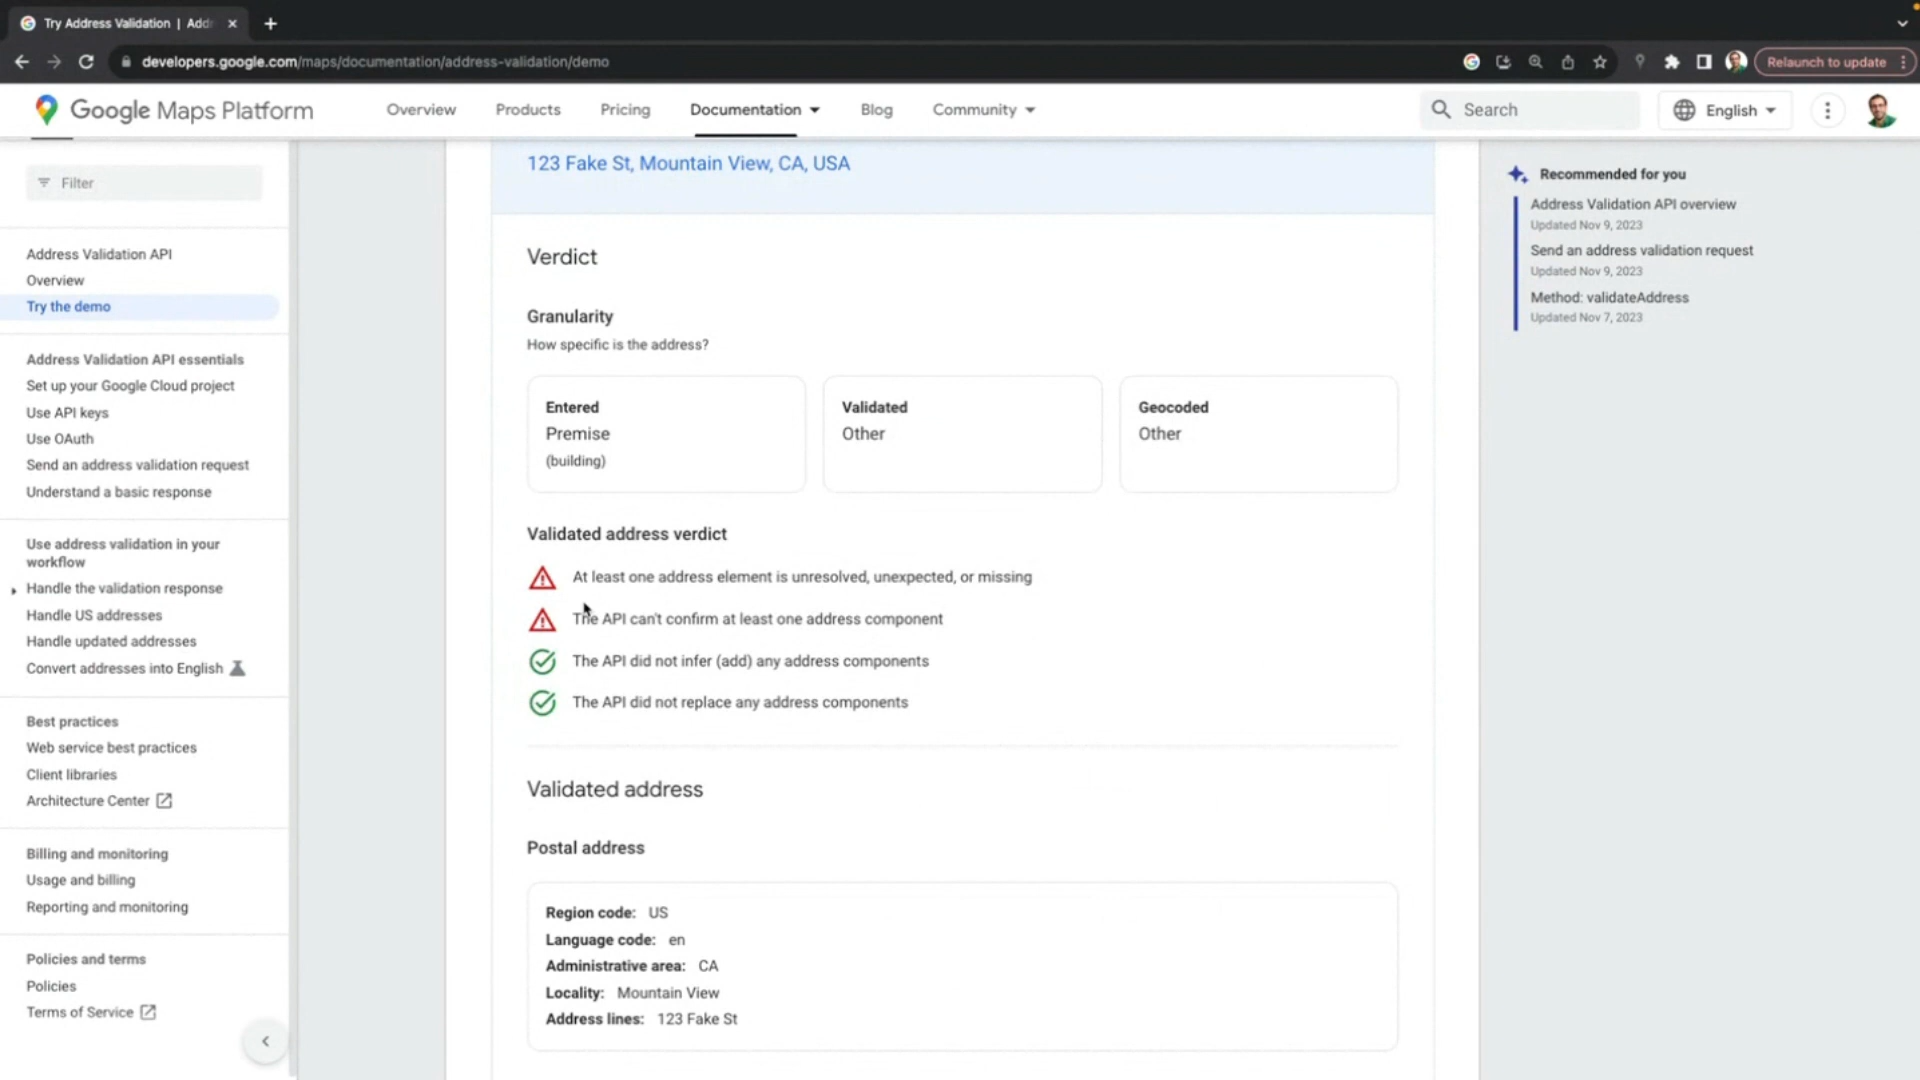 Try Address Validation | Addr
developers.google.com/maps/documentation/address-validation/demo
Relaunch to update
Google Maps Platform
Overview
Products
Pricing
Documentation
Blog
Community
Search
English
Filter
Address Validation API
Overview
Try the demo
Address Validation API essentials
Set up your Google Cloud project
Use API keys
Use OAuth
Send an address validation request
Understand a basic response
Use address validation in your
workflow
Handle the validation response
Handle US addresses
Handle updated addresses
Convert addresses into English
Best practices
Web service best practices
Client libraries
Architecture Center
Billing and monitoring
Usage and billing
Reporting and monitoring
Policies and terms
Policies
Terms of Service
123 Fake St, Mountain View, CA, USA
Verdict
Granularity
How specific is the address?
Entered
Premise
(building)
Validated
Other
Geocoded
Other
Validated address verdict
At least one address element is unresolved, unexpected, or missing
The API can't confirm at least one address component
The API did not infer (add) any address components
The API did not replace any address components
Validated address
Postal address
Region code: US
Language code: en
Administrative area: CA
Locality: Mountain View
Address lines: 123 Fake St
Recommended for you
Address Validation API overview
Updated Nov 9, 2023
Send an address validation request
Updated Nov 9, 2023
Method: validateAddress
Updated Nov 7, 2023